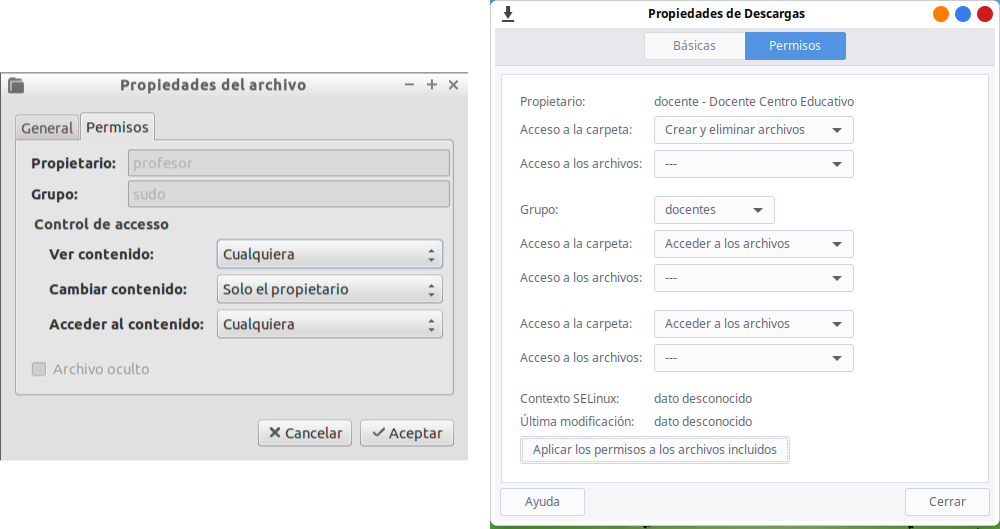 Propiedades del archivo
General Permisos
Propietario: profesor
Grupo: sudo
Control de acceso
Ver contenido: Cualquiera
Cambiar contenido: Solo el propietario
Acceder al contenido: Cualquiera
Archivo oculto
Cancelar Aceptar
Propiedades de Descargas
Básicas Permisos
Propietario: docente - Docente Centro Educativo
Acceso a la carpeta: Crear y eliminar archivos
Acceso a los archivos: ---
Grupo: docentes
Acceso a la carpeta: Acceder a los archivos
Acceso a los archivos: ---
Acceso a la carpeta: Acceder a los archivos
Acceso a los archivos: ---
Contexto SELinux: dato desconocido
Última modificación: dato desconocido
Aplicar los permisos a los archivos incluidos
Ayuda Cerrar